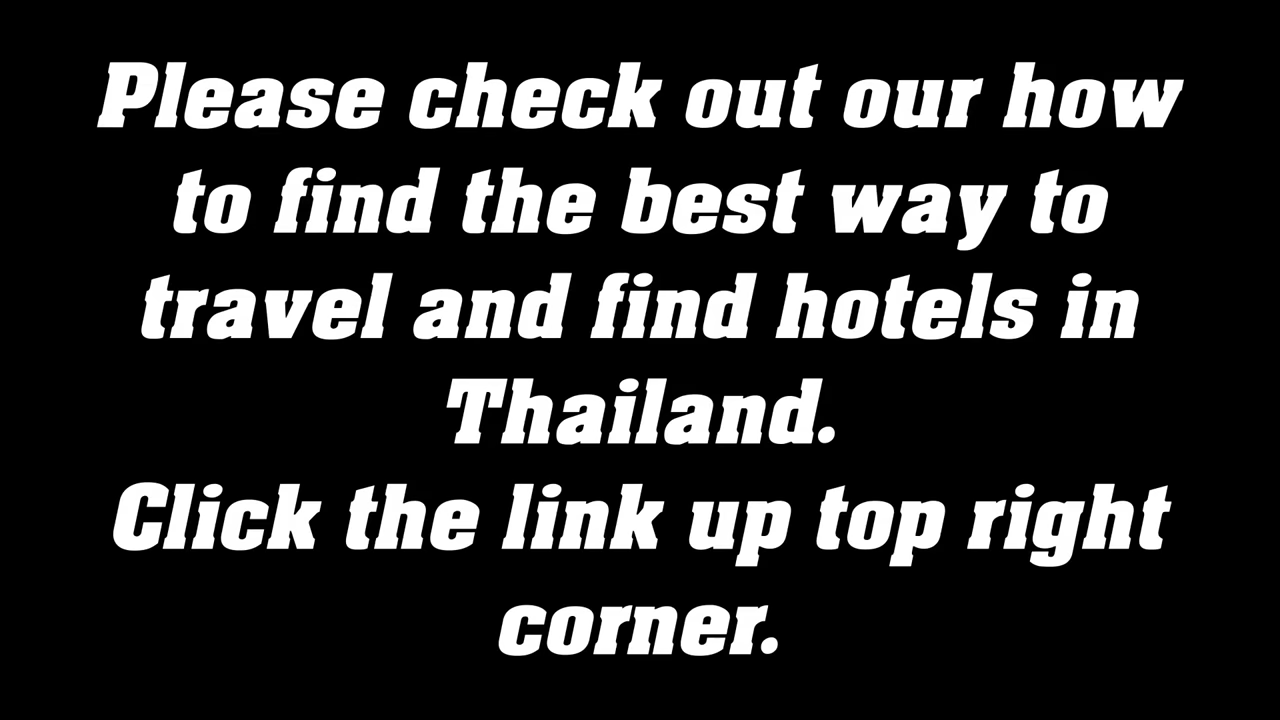 Please check out our how
to find the best way to
travel and find hotels in
Thailand.
Click the link up top right
corner.